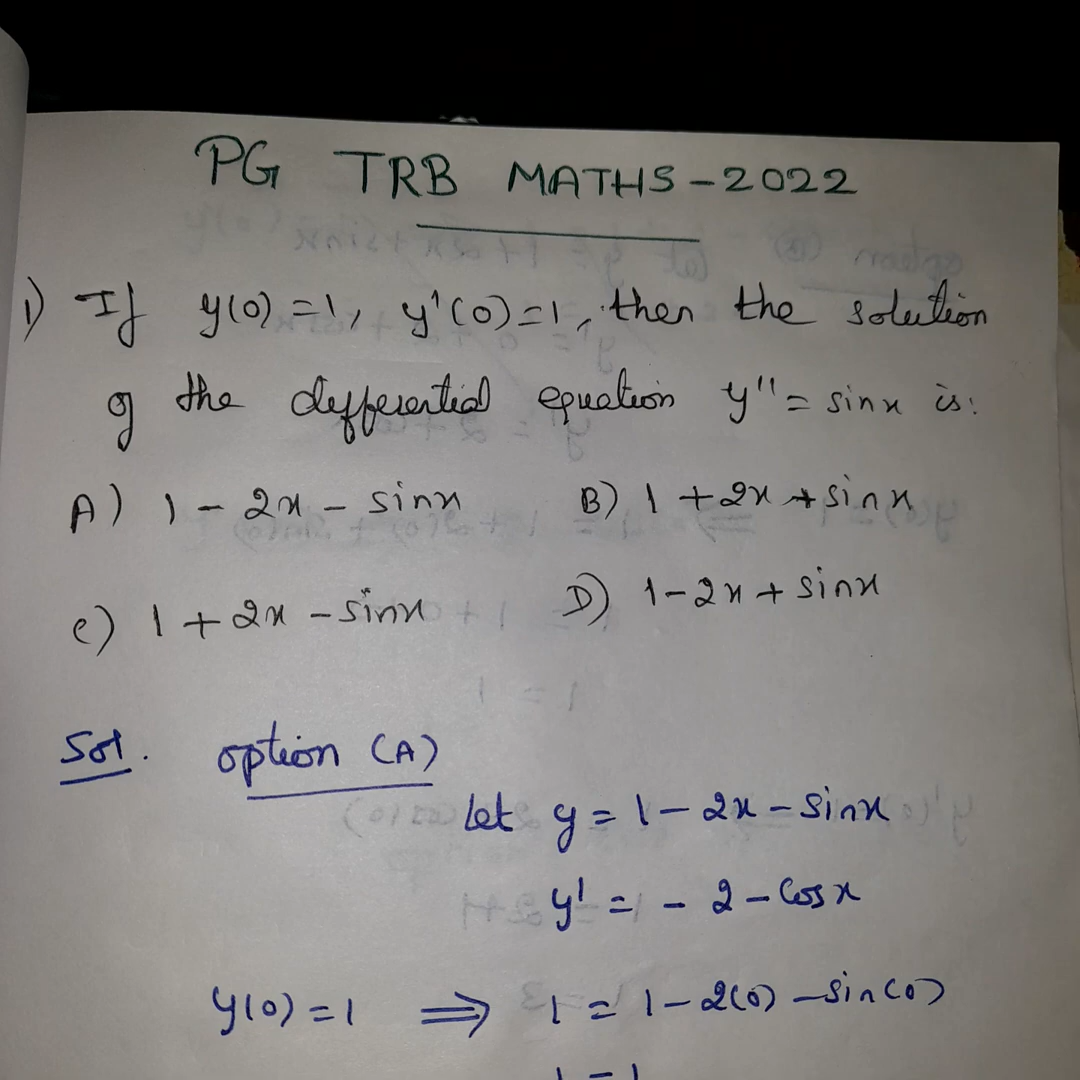 PG TRB MATHS-2022
1) If y(0)=1, y'(0)=1, then the solution
of the differential equation y''= sinx is:
A) 1 - 2x - sinx B) 1 + 2x + sinx
C) 1 + 2x - sinx D) 1-2x + sinx
Sol. option (A)
Let y = 1 - 2x - sinx
y' = - 2 - Cosx
y(0)=1 ⟹ 1 = 1-2(0) -sin(0)
1 = 1